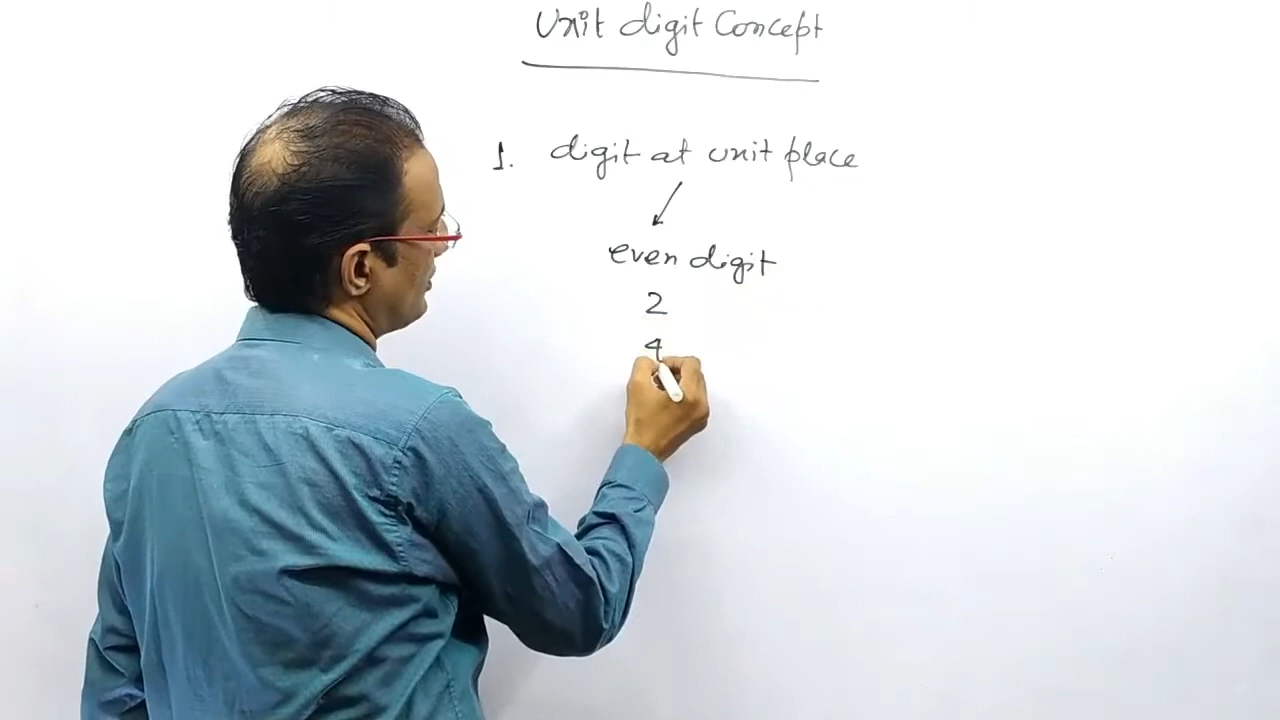 Unit digit Concept
1. digit at unit place
even digit
2
4